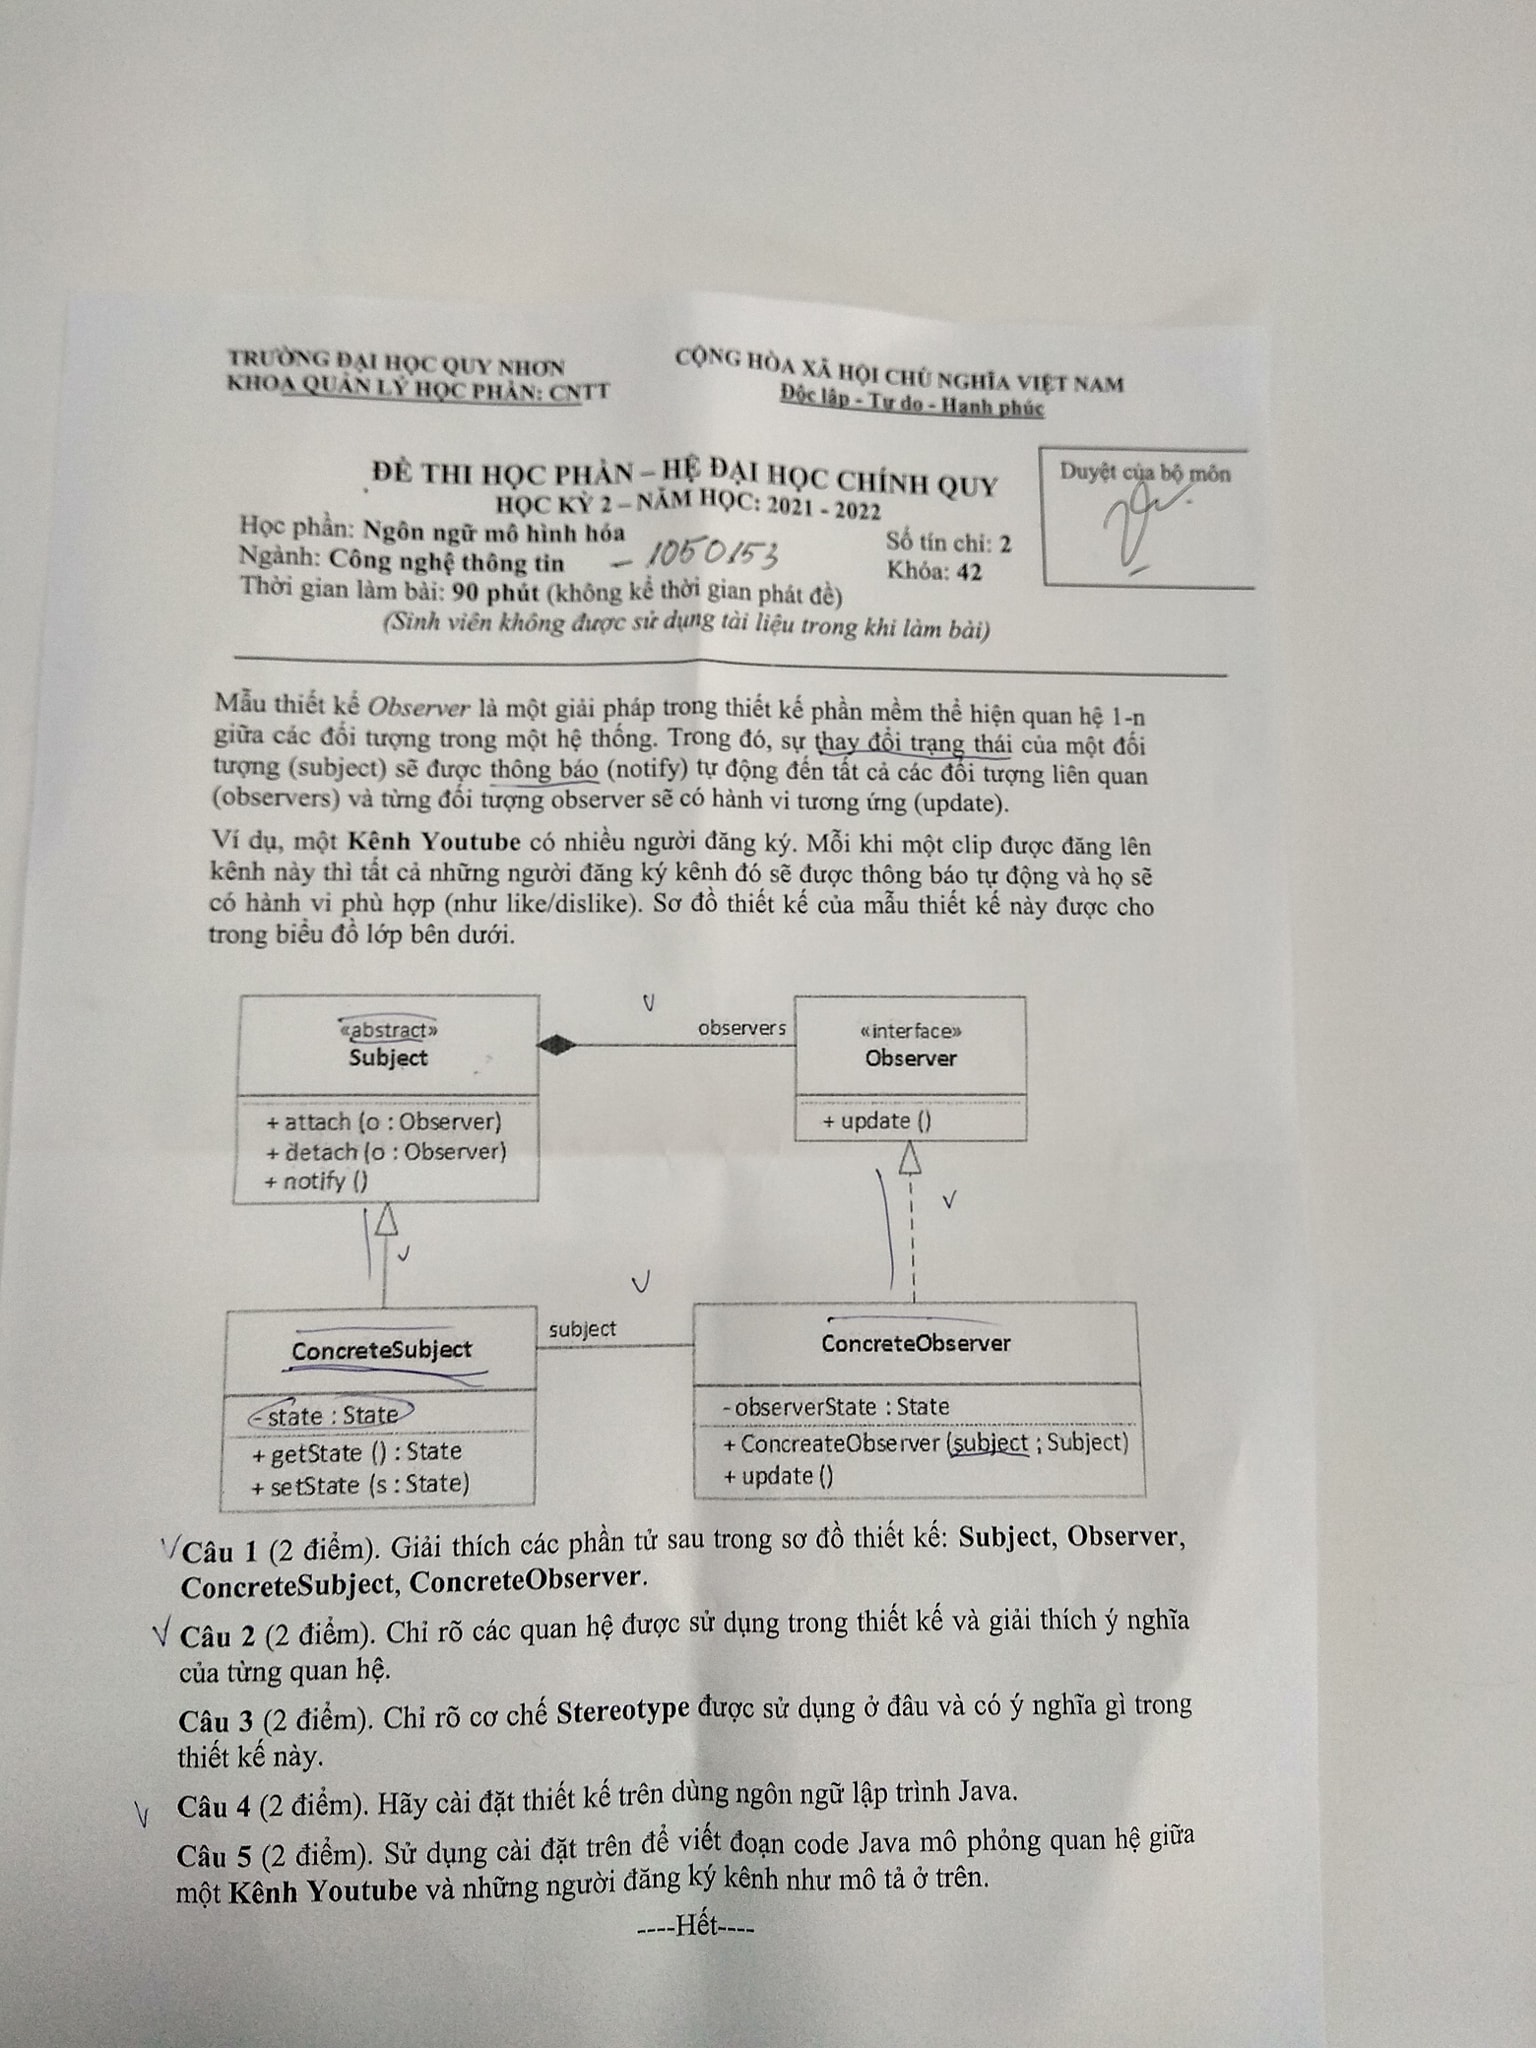 TRƯỜNG ĐẠI HỌC QUY NHƠN
KHOA QUẢN LÝ HỌC PHẦN: CNTT
CỘNG HÒA XÃ HỘI CHỦ NGHĨA VIỆT NAM
Độc lập - Tự do - Hạnh phúc
ĐỀ THI HỌC PHẦN – HỆ ĐẠI HỌC CHÍNH QUY
HỌC KỲ 2 – NĂM HỌC: 2021 - 2022
Duyệt của bộ môn
Học phần: Ngôn ngữ mô hình hóa
Số tín chỉ: 2
Ngành: Công nghệ thông tin – 1050153
Khóa: 42
Thời gian làm bài: 90 phút (không kể thời gian phát đề)
(Sinh viên không được sử dụng tài liệu trong khi làm bài)
Mẫu thiết kế Observer là một giải pháp trong thiết kế phần mềm thể hiện quan hệ 1-n
giữa các đối tượng trong một hệ thống. Trong đó, sự thay đổi trạng thái của một đối
tượng (subject) sẽ được thông báo (notify) tự động đến tất cả các đối tượng liên quan
(observers) và từng đối tượng observer sẽ có hành vi tương ứng (update).
Ví dụ, một Kênh Youtube có nhiều người đăng ký. Mỗi khi một clip được đăng lên
kênh này thì tất cả những người đăng ký kênh đó sẽ được thông báo tự động và họ sẽ
có hành vi phù hợp (như like/dislike). Sơ đồ thiết kế của mẫu thiết kế này được cho
trong biểu đồ lớp bên dưới.
«abstract»
Subject
+ attach (o : Observer)
+ detach (o : Observer)
+ notify ()
observers
«interface»
Observer
+ update ()
ConcreteSubject
- state : State
+ getState () : State
+ setState (s : State)
subject
ConcreteObserver
- observerState : State
+ ConcreateObserver (subject ; Subject)
+ update ()
Câu 1 (2 điểm). Giải thích các phần tử sau trong sơ đồ thiết kế: Subject, Observer,
ConcreteSubject, ConcreteObserver.
Câu 2 (2 điểm). Chỉ rõ các quan hệ được sử dụng trong thiết kế và giải thích ý nghĩa
của từng quan hệ.
Câu 3 (2 điểm). Chỉ rõ cơ chế Stereotype được sử dụng ở đâu và có ý nghĩa gì trong
thiết kế này.
Câu 4 (2 điểm). Hãy cài đặt thiết kế trên dùng ngôn ngữ lập trình Java.
Câu 5 (2 điểm). Sử dụng cài đặt trên để viết đoạn code Java mô phỏng quan hệ giữa
một Kênh Youtube và những người đăng ký kênh như mô tả ở trên.
----Hết----